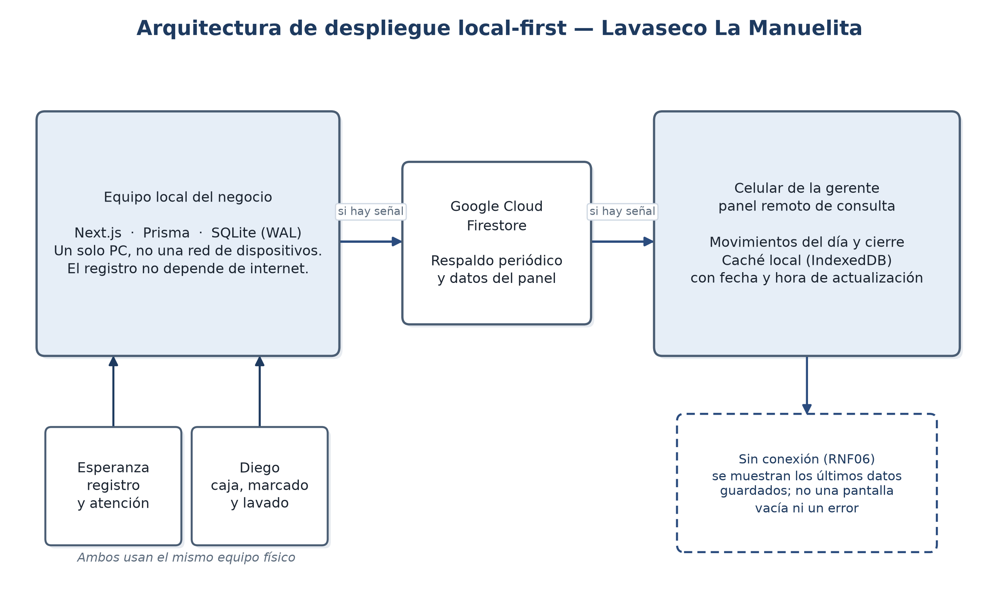 Arquitectura de despliegue local-first — Lavaseco La Manuelita
Equipo local del negocio
Next.js · Prisma · SQLite (WAL)
Un solo PC, no una red de dispositivos.
El registro no depende de internet.
si hay señal
Google Cloud
Firestore
Respaldo periódico
y datos del panel
si hay señal
Celular de la gerente
panel remoto de consulta
Movimientos del día y cierre
Caché local (IndexedDB)
con fecha y hora de actualización
Esperanza
registro
y atención
Diego
caja, marcado
y lavado
Ambos usan el mismo equipo físico
Sin conexión (RNF06)
se muestran los últimos datos
guardados; no una pantalla
vacía ni un error